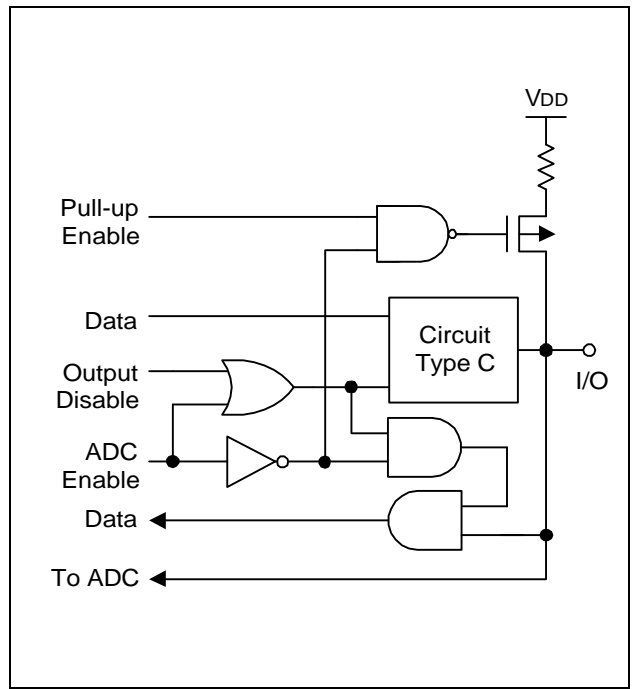 VDD
Pull-up
Enable
Data
Circuit
Type C
Output
Disable
I/O
ADC
Enable
Data
To ADC